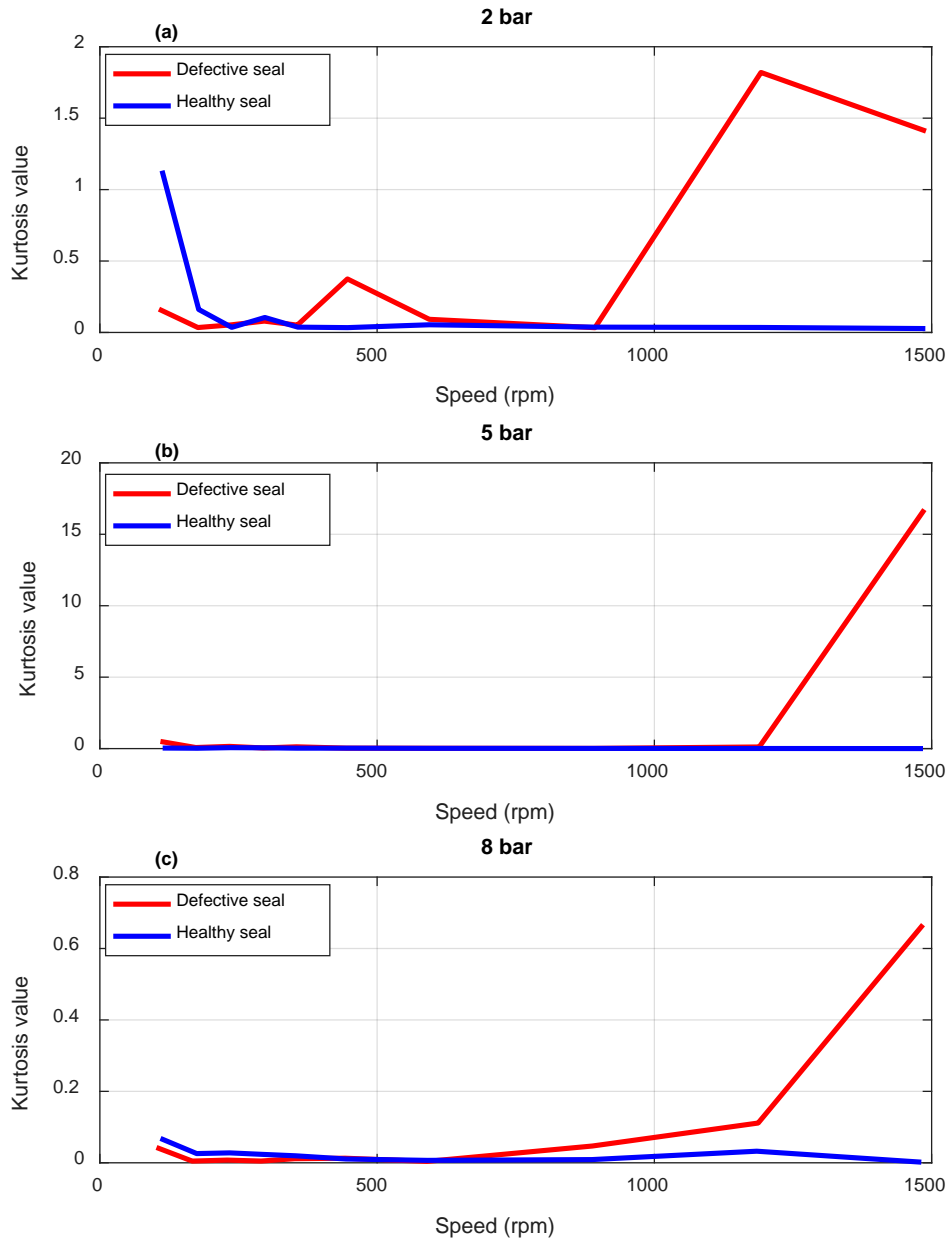 (a)
2 bar
2
1.5
1
0.5
0
Kurtosis value
Defective seal
Healthy seal
0
500
1000
1500
Speed (rpm)
(b)
5 bar
20
15
10
5
0
Kurtosis value
Defective seal
Healthy seal
0
500
1000
1500
Speed (rpm)
(c)
8 bar
0.8
0.6
0.4
0.2
0
Kurtosis value
Defective seal
Healthy seal
0
500
1000
1500
Speed (rpm)